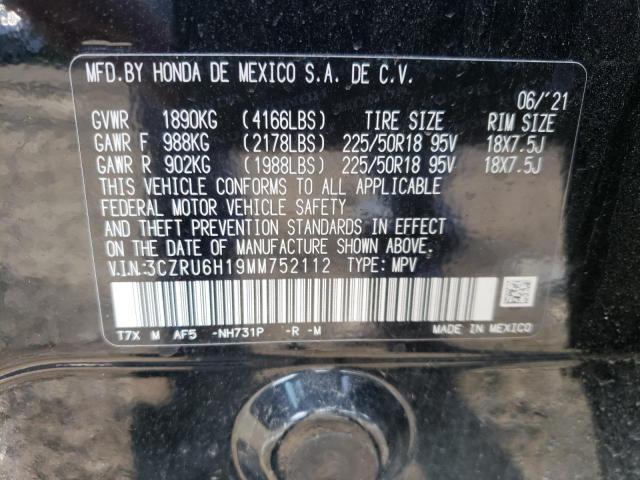 MFD.BY HONDA DE MEXICO S.A. DE C.V.
06/'21
GVWR 1890KG (4166LBS) TIRE SIZE RIM SIZE
GAWR F 988KG (2178LBS) 225/50R18 95V 18X7.5J
GAWR R 902KG (1988LBS) 225/50R18 95V 18X7.5J
THIS VEHICLE CONFORMS TO ALL APPLICABLE
FEDERAL MOTOR VEHICLE SAFETY
AND THEFT PREVENTION STANDARDS IN EFFECT
ON THE DATE OF MANUFACTURE SHOWN ABOVE.
V.I.N:3CZRU6H19MM752112 TYPE: MPV
T7X M AF5 -NH731P -R -M MADE IN MEXICO